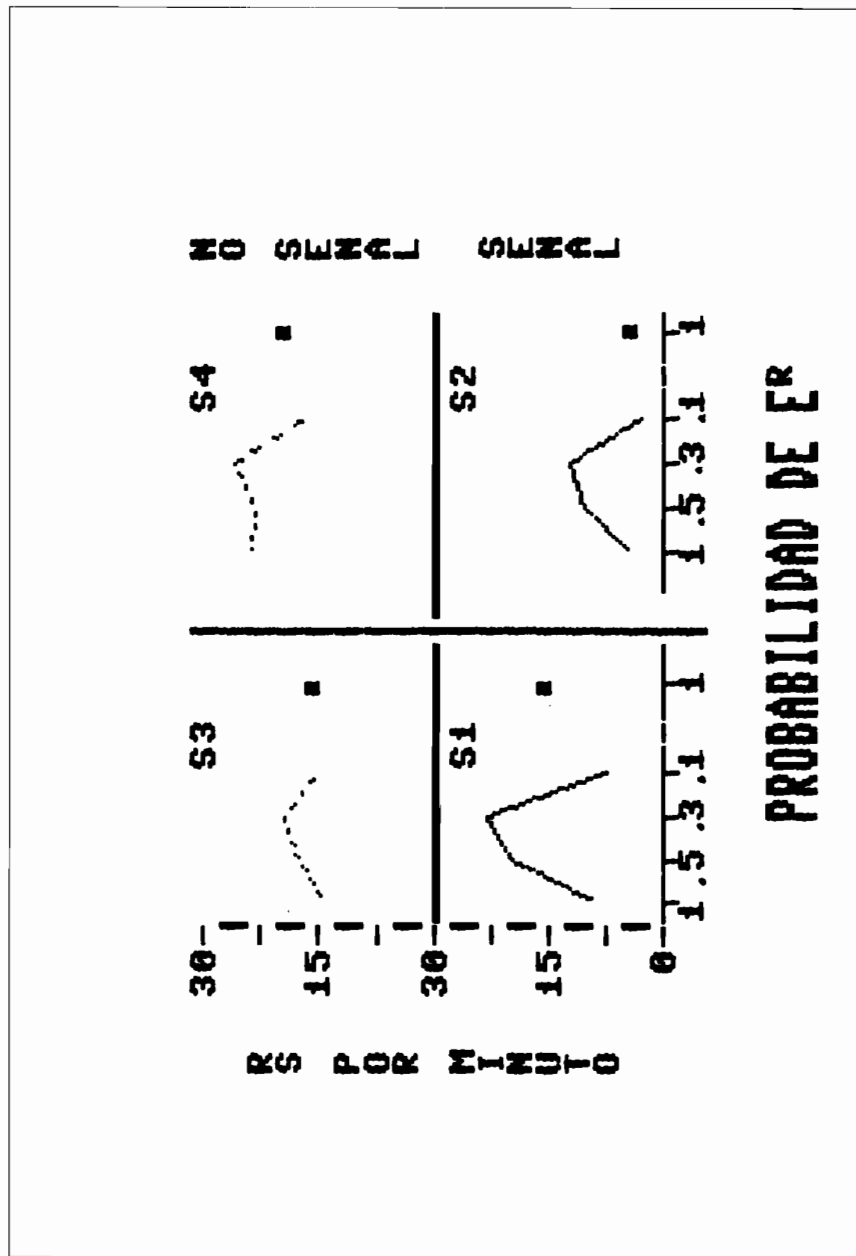 NO SENAL
SENAL
S3
S4
S1
S2
30
15
30
15
0
RS POR MINUTO
1 .5 .3 .1 1
1 .5 .3 .1 1
PROBABILIDAD DE Eᴿ